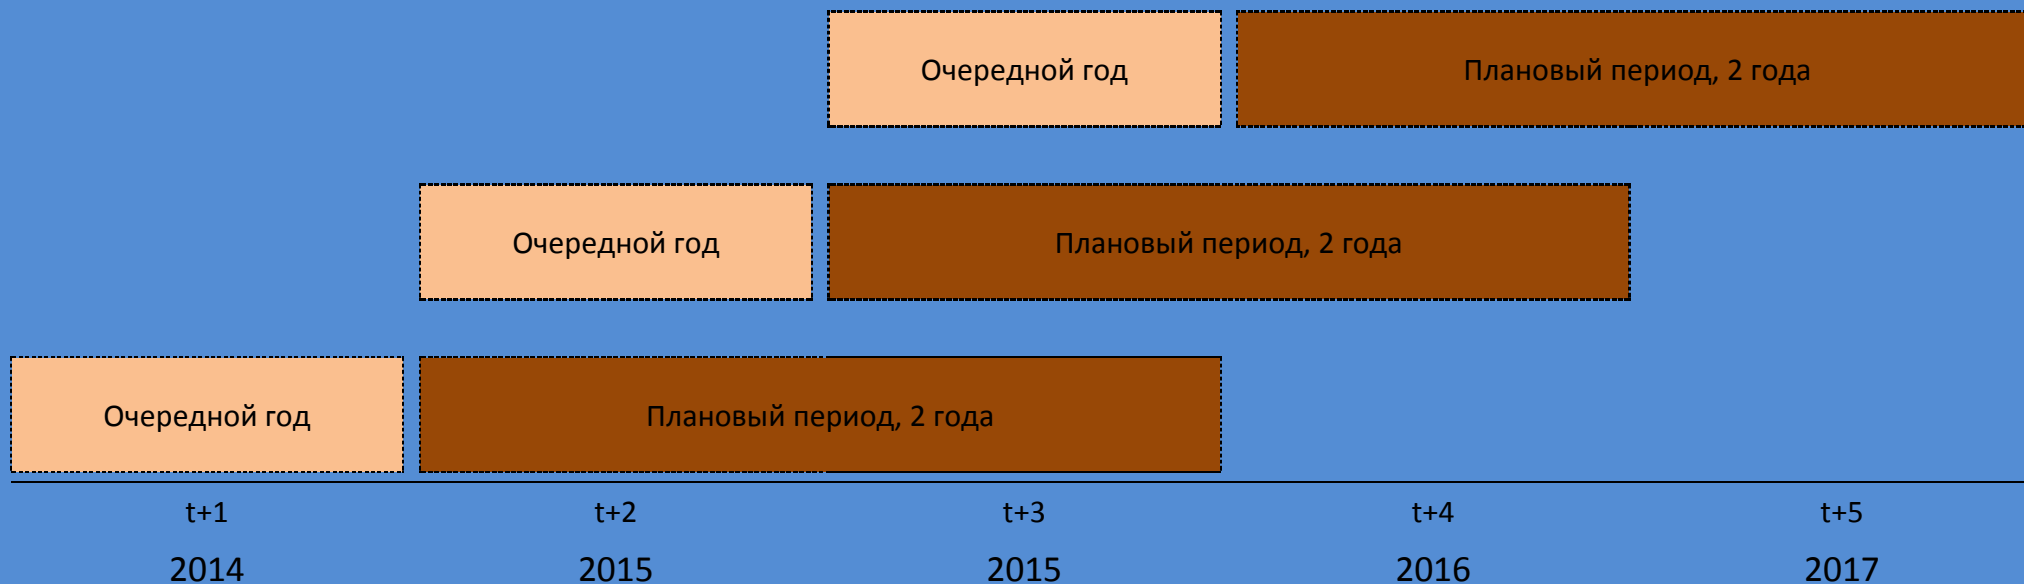 Очередной год
Плановый период, 2 года
Очередной год
Плановый период, 2 года
Очередной год
Плановый период, 2 года
t+1
t+2
t+3
t+4
t+5
2014
2015
2015
2016
2017